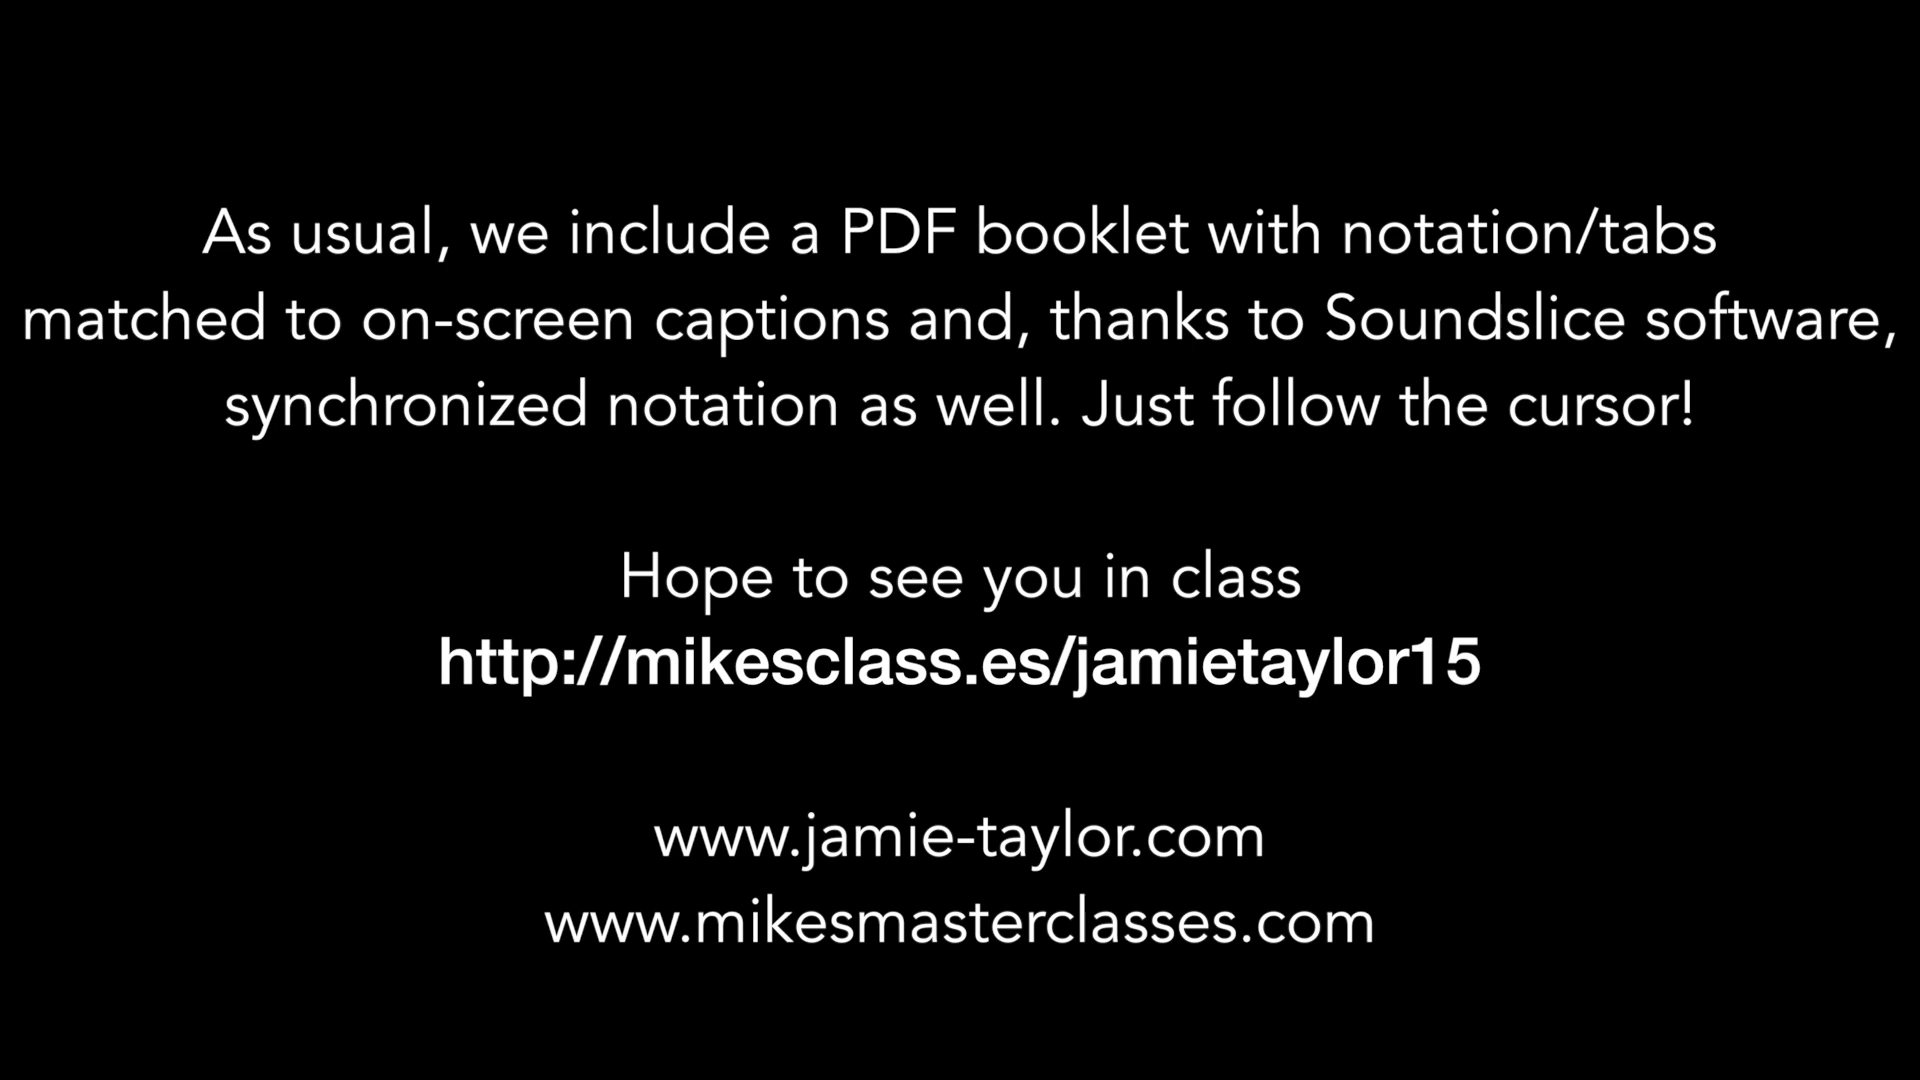 As usual, we include a PDF booklet with notation/tabs
matched to on-screen captions and, thanks to Soundslice software,
synchronized notation as well. Just follow the cursor!
Hope to see you in class
http://mikesclass.es/jamietaylor15
www.jamie-taylor.com
www.mikesmasterclasses.com